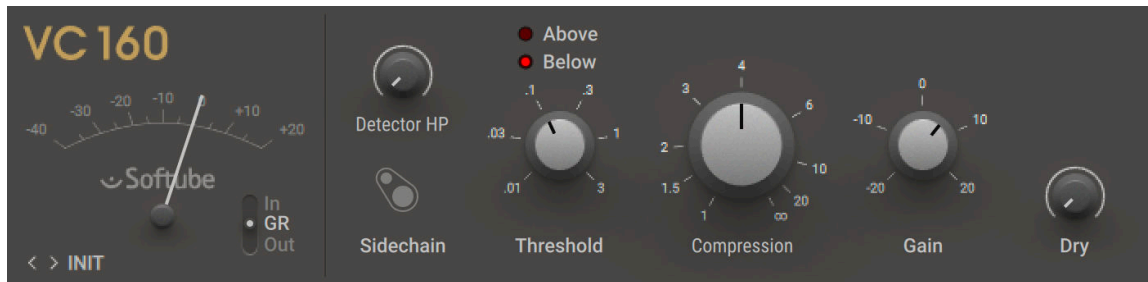 VC 160
-40 -30 -20 -10 0 +10 +20
Softube
In
GR
Out
< > INIT
Detector HP
Sidechain
Above
Below
.01 .03 .1 .3 1 3
Threshold
1 1.5 2 3 4 6 10 20 ∞
Compression
-20 -10 0 10 20
Gain
Dry